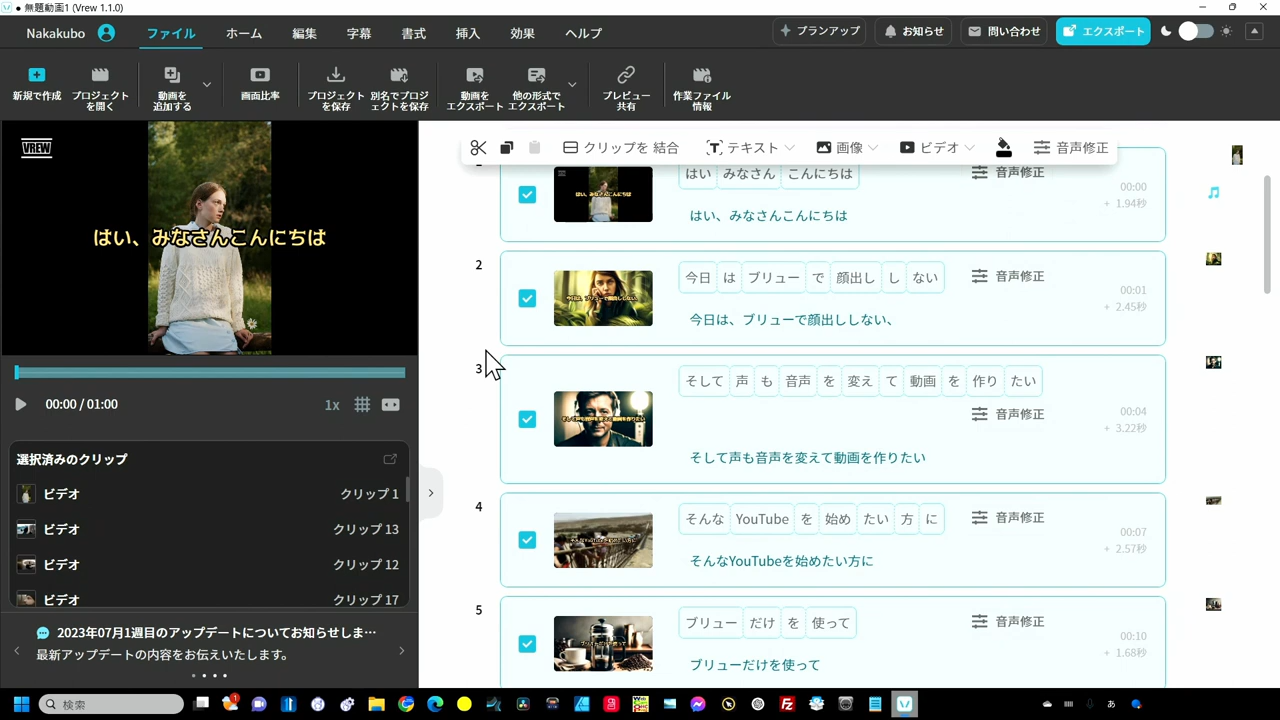 無題動画1 (Vrew 1.1.0)
Nakakubo ファイル ホーム 編集 字幕 書式 挿入 効果 ヘルプ プランアップ お知らせ 問い合わせ エクスポート
新規で作成 プロジェクトを開く 動画を追加する 画面比率 プロジェクトを保存 別名でプロジェクトを保存 動画をエクスポート 他の形式でエクスポート プレビュー共有 作業ファイル情報
VREW
はい、みなさんこんにちは
00:00 / 01:00 1x
選択済みのクリップ
ビデオ クリップ 1
ビデオ クリップ 13
ビデオ クリップ 12
ビデオ クリップ 17
2023年07月1週目のアップデートについてお知らせしま…
最新アップデートの内容をお伝えいたします。
クリップを 結合 テキスト 画像 ビデオ 音声修正
はい みなさん こんにちは 音声修正
00:00
+ 1.94秒
はい、みなさんこんにちは
2
今日 は ブリュー で 顔出し し ない 音声修正
00:01
+ 2.45秒
今日は、ブリューで顔出ししない、
3
そして 声 も 音声 を 変え て 動画 を 作り たい
音声修正
00:04
+ 3.22秒
そして声も音声を変えて動画を作りたい
4
そんな YouTube を 始め たい 方 に 音声修正
00:07
+ 2.57秒
そんなYouTubeを始めたい方に
5
ブリュー だけ を 使って 音声修正
00:10
+ 1.68秒
ブリューだけを使って
検索
あ